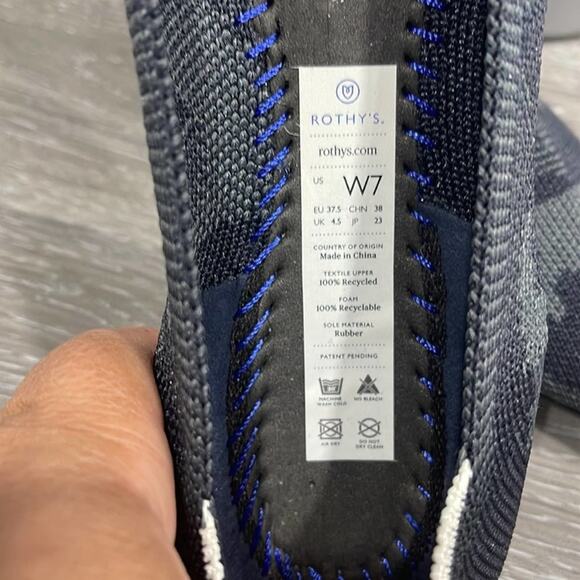 ROTHY'S.
rothys.com
US W7
EU 37.5 CHN 38
UK 4.5 JP 23
COUNTRY OF ORIGIN
Made in China
TEXTILE UPPER
100% Recycled
FOAM
100% Recyclable
SOLE MATERIAL
Rubber
PATENT PENDING
MACHINE WASH COLD
NO BLEACH
AIR DRY
DO NOT DRY CLEAN